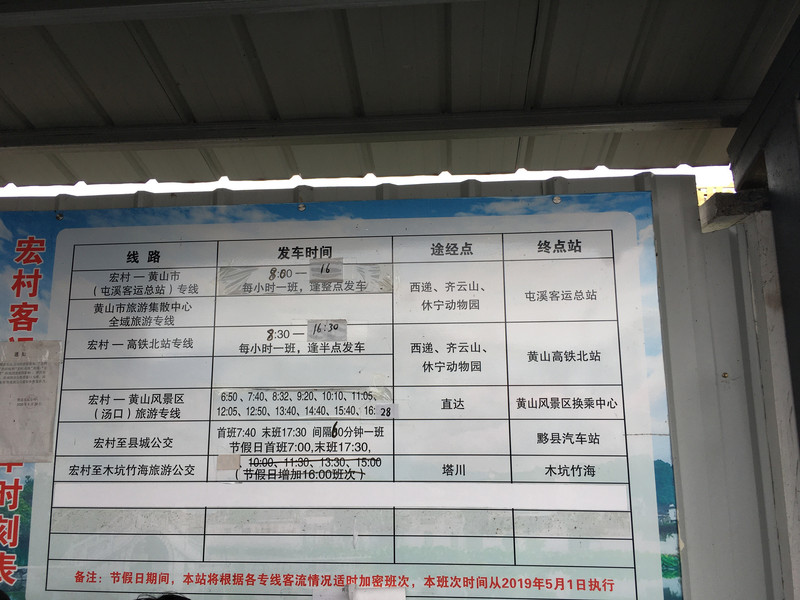 宏村客
时刻表
线 路 发车时间 途经点 终点站
宏村 — 黄山市
（屯溪客运总站）专线
8:00 — 16
每小时一班，逢整点发车
西递、齐云山、
休宁动物园
屯溪客运总站
黄山市旅游集散中心
全域旅游专线
宏村 — 高铁北站专线
8:30 — 16:30
每小时一班，逢半点发车
西递、齐云山、
休宁动物园
黄山高铁北站
宏村 — 黄山风景区
（汤口）旅游专线
6:50 、7:40、8:32、9:20、10:10、11:05、
12:05、12:50、13:40、14:40、15:40、16:28
直达
黄山风景区换乘中心
宏村至县城公交
首班7:40 末班17:30 间隔60分钟一班
节假日首班7:00,末班17:30,
黟县汽车站
宏村至木坑竹海旅游公交
10:00、11:30、13:30、15:00
（节假日增加16:00班次）
塔川
木坑竹海
备注：节假日期间，本站将根据各专线客流情况适时加密班次，本班次时间从2019年5月1日执行